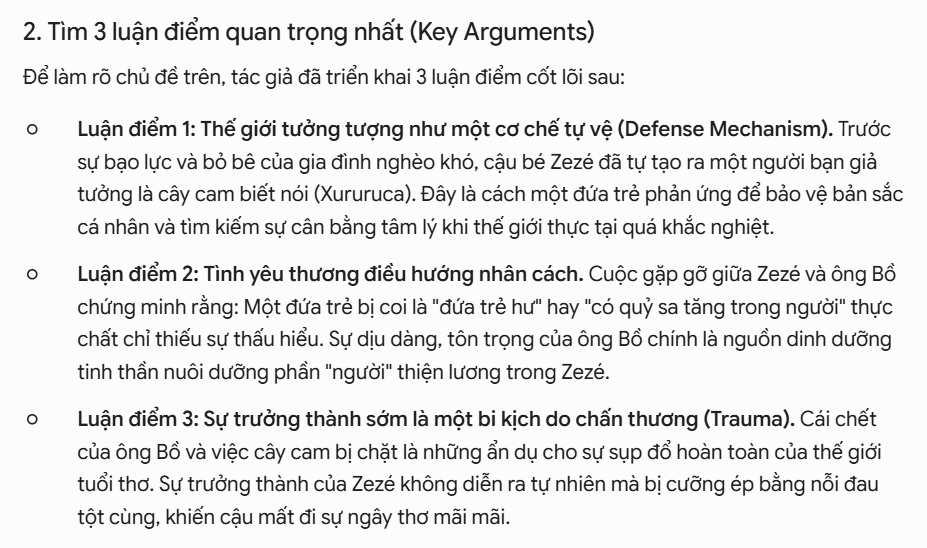 2. Tìm 3 luận điểm quan trọng nhất (Key Arguments)
Để làm rõ chủ đề trên, tác giả đã triển khai 3 luận điểm cốt lõi sau:
Luận điểm 1: Thế giới tưởng tượng như một cơ chế tự vệ (Defense Mechanism). Trước
sự bạo lực và bỏ bê của gia đình nghèo khó, cậu bé Zezé đã tự tạo ra một người bạn giả
tưởng là cây cam biết nói (Xururuca). Đây là cách một đứa trẻ phản ứng để bảo vệ bản sắc
cá nhân và tìm kiếm sự cân bằng tâm lý khi thế giới thực tại quá khắc nghiệt.
Luận điểm 2: Tình yêu thương điều hướng nhân cách. Cuộc gặp gỡ giữa Zezé và ông Bồ
chứng minh rằng: Một đứa trẻ bị coi là "đứa trẻ hư" hay "có quỷ sa tăng trong người" thực
chất chỉ thiếu sự thấu hiểu. Sự dịu dàng, tôn trọng của ông Bồ chính là nguồn dinh dưỡng
tinh thần nuôi dưỡng phần "người" thiện lương trong Zezé.
Luận điểm 3: Sự trưởng thành sớm là một bi kịch do chấn thương (Trauma). Cái chết
của ông Bồ và việc cây cam bị chặt là những ẩn dụ cho sự sụp đổ hoàn toàn của thế giới
tuổi thơ. Sự trưởng thành của Zezé không diễn ra tự nhiên mà bị cưỡng ép bằng nỗi đau
tột cùng, khiến cậu mất đi sự ngây thơ mãi mãi.